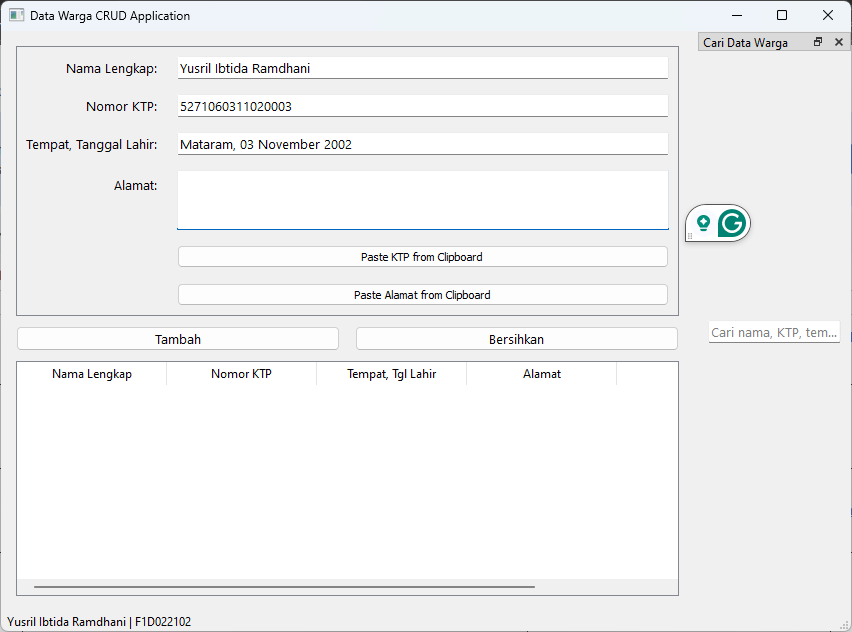 Data Warga CRUD Application
Cari Data Warga
Nama Lengkap: Yusril Ibtida Ramdhani
Nomor KTP: 5271060311020003
Tempat, Tanggal Lahir: Mataram, 03 November 2002
Alamat:
G
Paste KTP from Clipboard
Paste Alamat from Clipboard
Cari nama, KTP, tem...
Tambah Bersihkan
Nama Lengkap Nomor KTP Tempat, Tgl Lahir Alamat
Yusril Ibtida Ramdhani | F1D022102